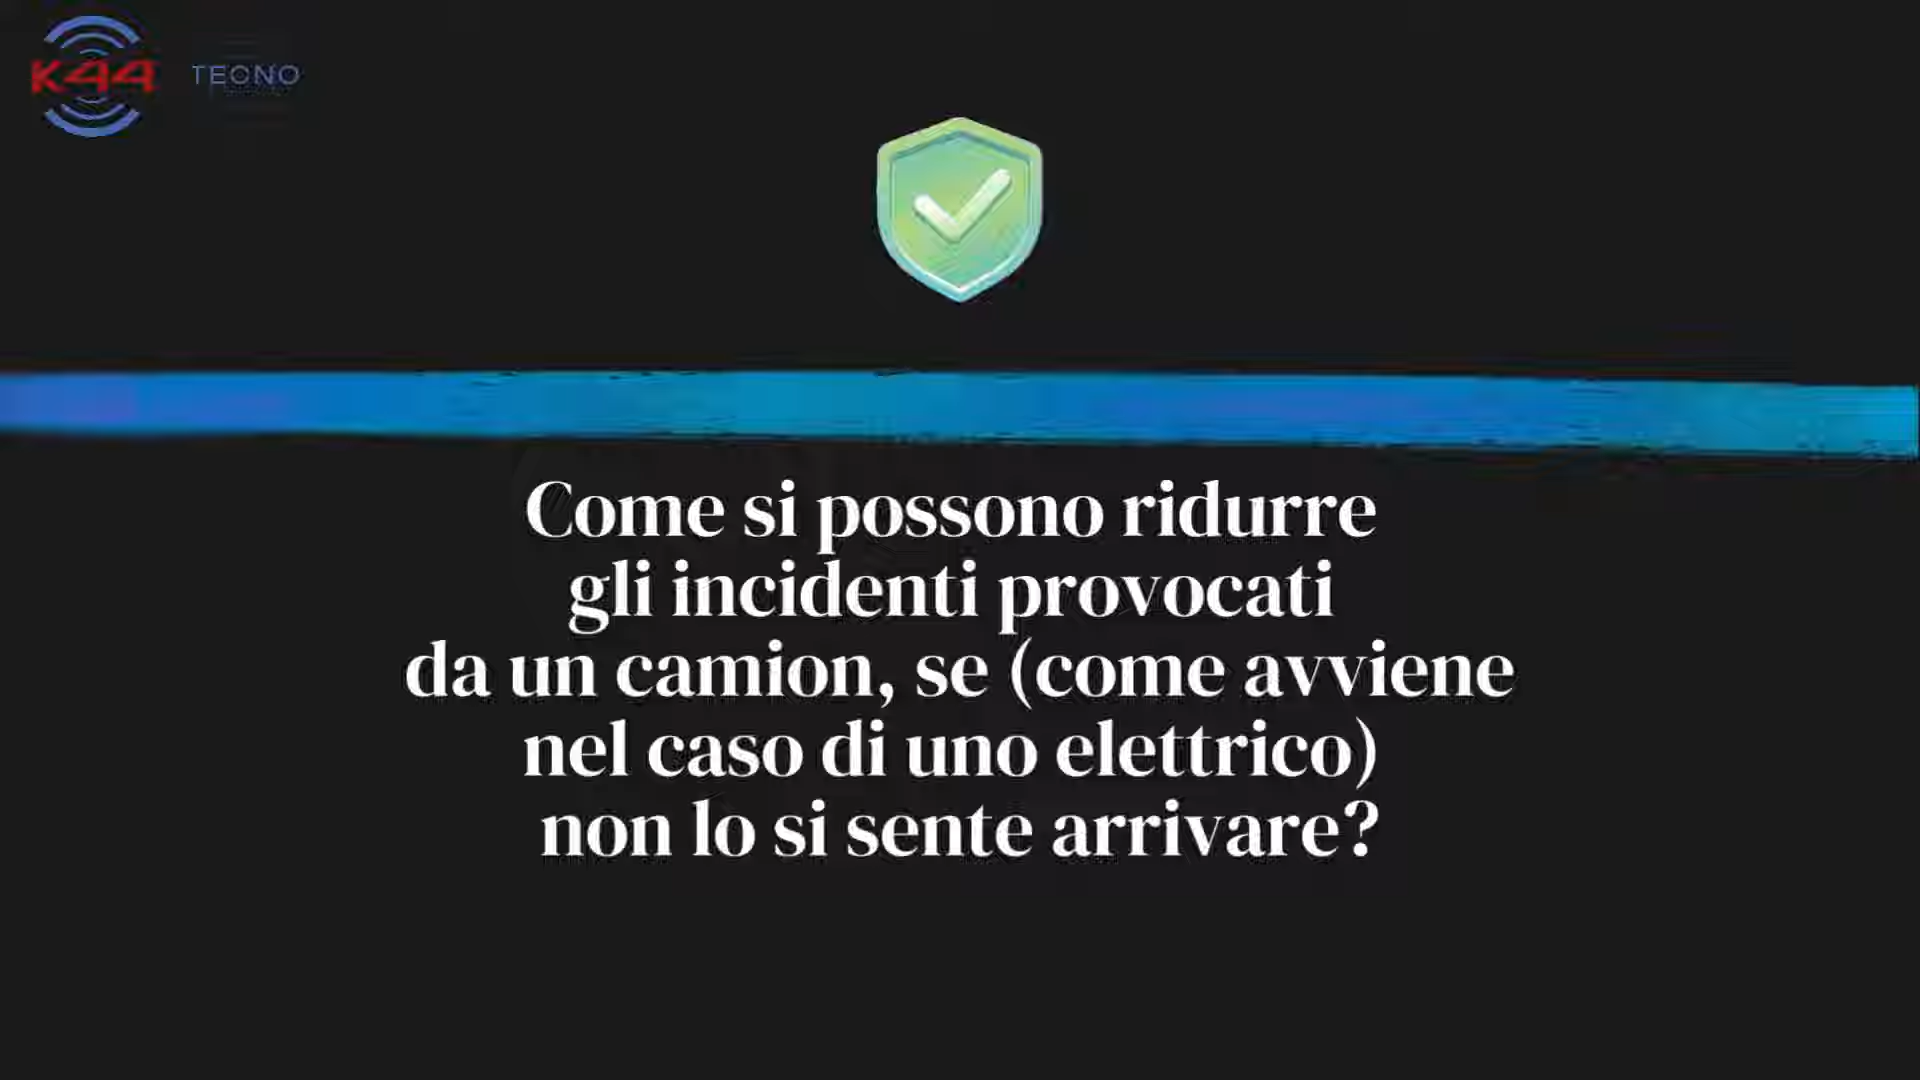 K44
TECNO
Come si possono ridurre
gli incidenti provocati
da un camion, se (come avviene
nel caso di uno elettrico)
non lo si sente arrivare?